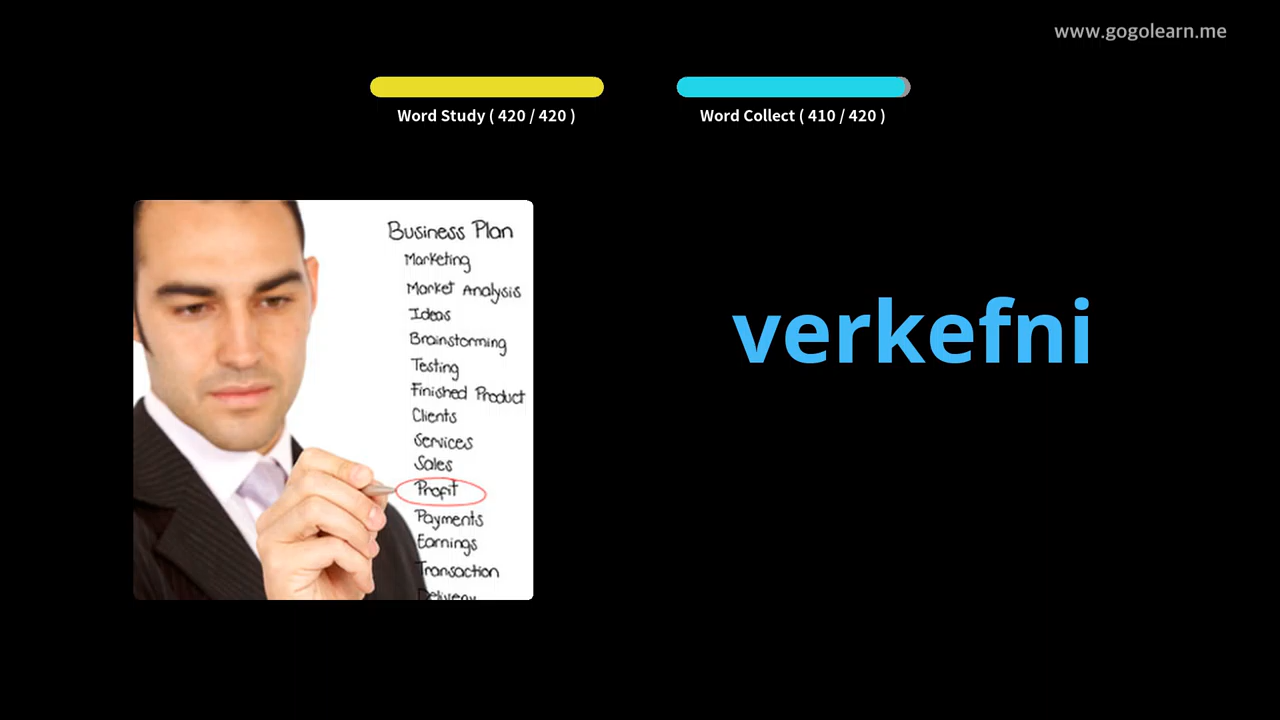 www.gogolearn.me
Word Study ( 420 / 420 )
Word Collect ( 410 / 420 )
Business Plan
Marketing
Market Analysis
Ideas
Brainstorming
Testing
Finished Product
Clients
Services
Sales
Profit
Payments
Earnings
Transaction
Delivery
verkefni